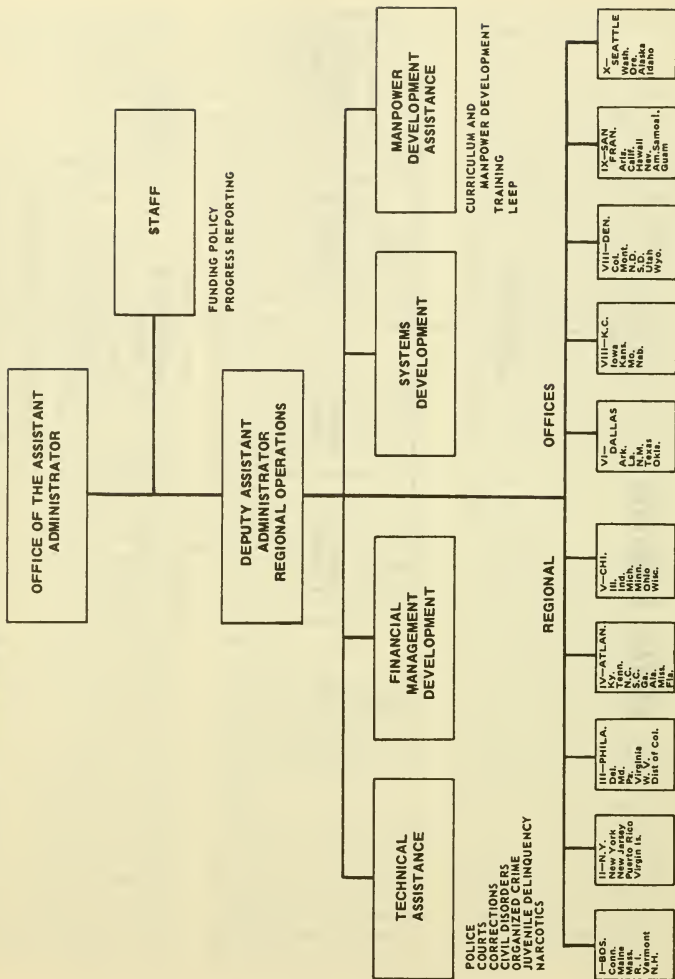 OFFICE OF THE ASSISTANT
ADMINISTRATOR
STAFF
FUNDING POLICY
PROGRESS REPORTING
DEPUTY ASSISTANT
ADMINISTRATOR
REGIONAL OPERATIONS
TECHNICAL
ASSISTANCE
POLICE
COURTS
CORRECTIONS
CIVIL DISORDERS
ORGANIZED CRIME
JUVENILE DELINQUENCY
NARCOTICS
FINANCIAL
MANAGEMENT
DEVELOPMENT
SYSTEMS
DEVELOPMENT
MANPOWER
DEVELOPMENT
ASSISTANCE
CURRICULUM AND
MANPOWER DEVELOPMENT
TRAINING
LEEP
REGIONAL OFFICES
I—BOS.
Conn.
Maine
Mass.
R. I.
Vermont
N.H.
II—N.Y.
New York
New Jersey
Puerto Rico
Virgin Is.
III—PHILA.
Del.
Md.
Pa.
Virginia
W. V.
Dist of Col.
IV—ATLAN.
Ky.
Tenn.
N.C.
S.C.
Ga.
Ala.
Miss.
Fla.
V—CHI.
Ill.
Ind.
Mich.
Minn.
Ohio
Wisc.
VI—
DALLAS
Ark.
La.
N.M.
Texas
Okla.
VIII—K.C.
Iowa
Kans.
Mo.
Neb.
VIII—DEN.
Col.
Mont.
N.D.
S.D.
Utah
Wyo.
IX—SAN
FRAN.
Ariz.
Calif.
Hawaii
Nev.
Am.Samoal.
Guam
X—
SEATTLE
Wash.
Ore.
Alaska
Idaho